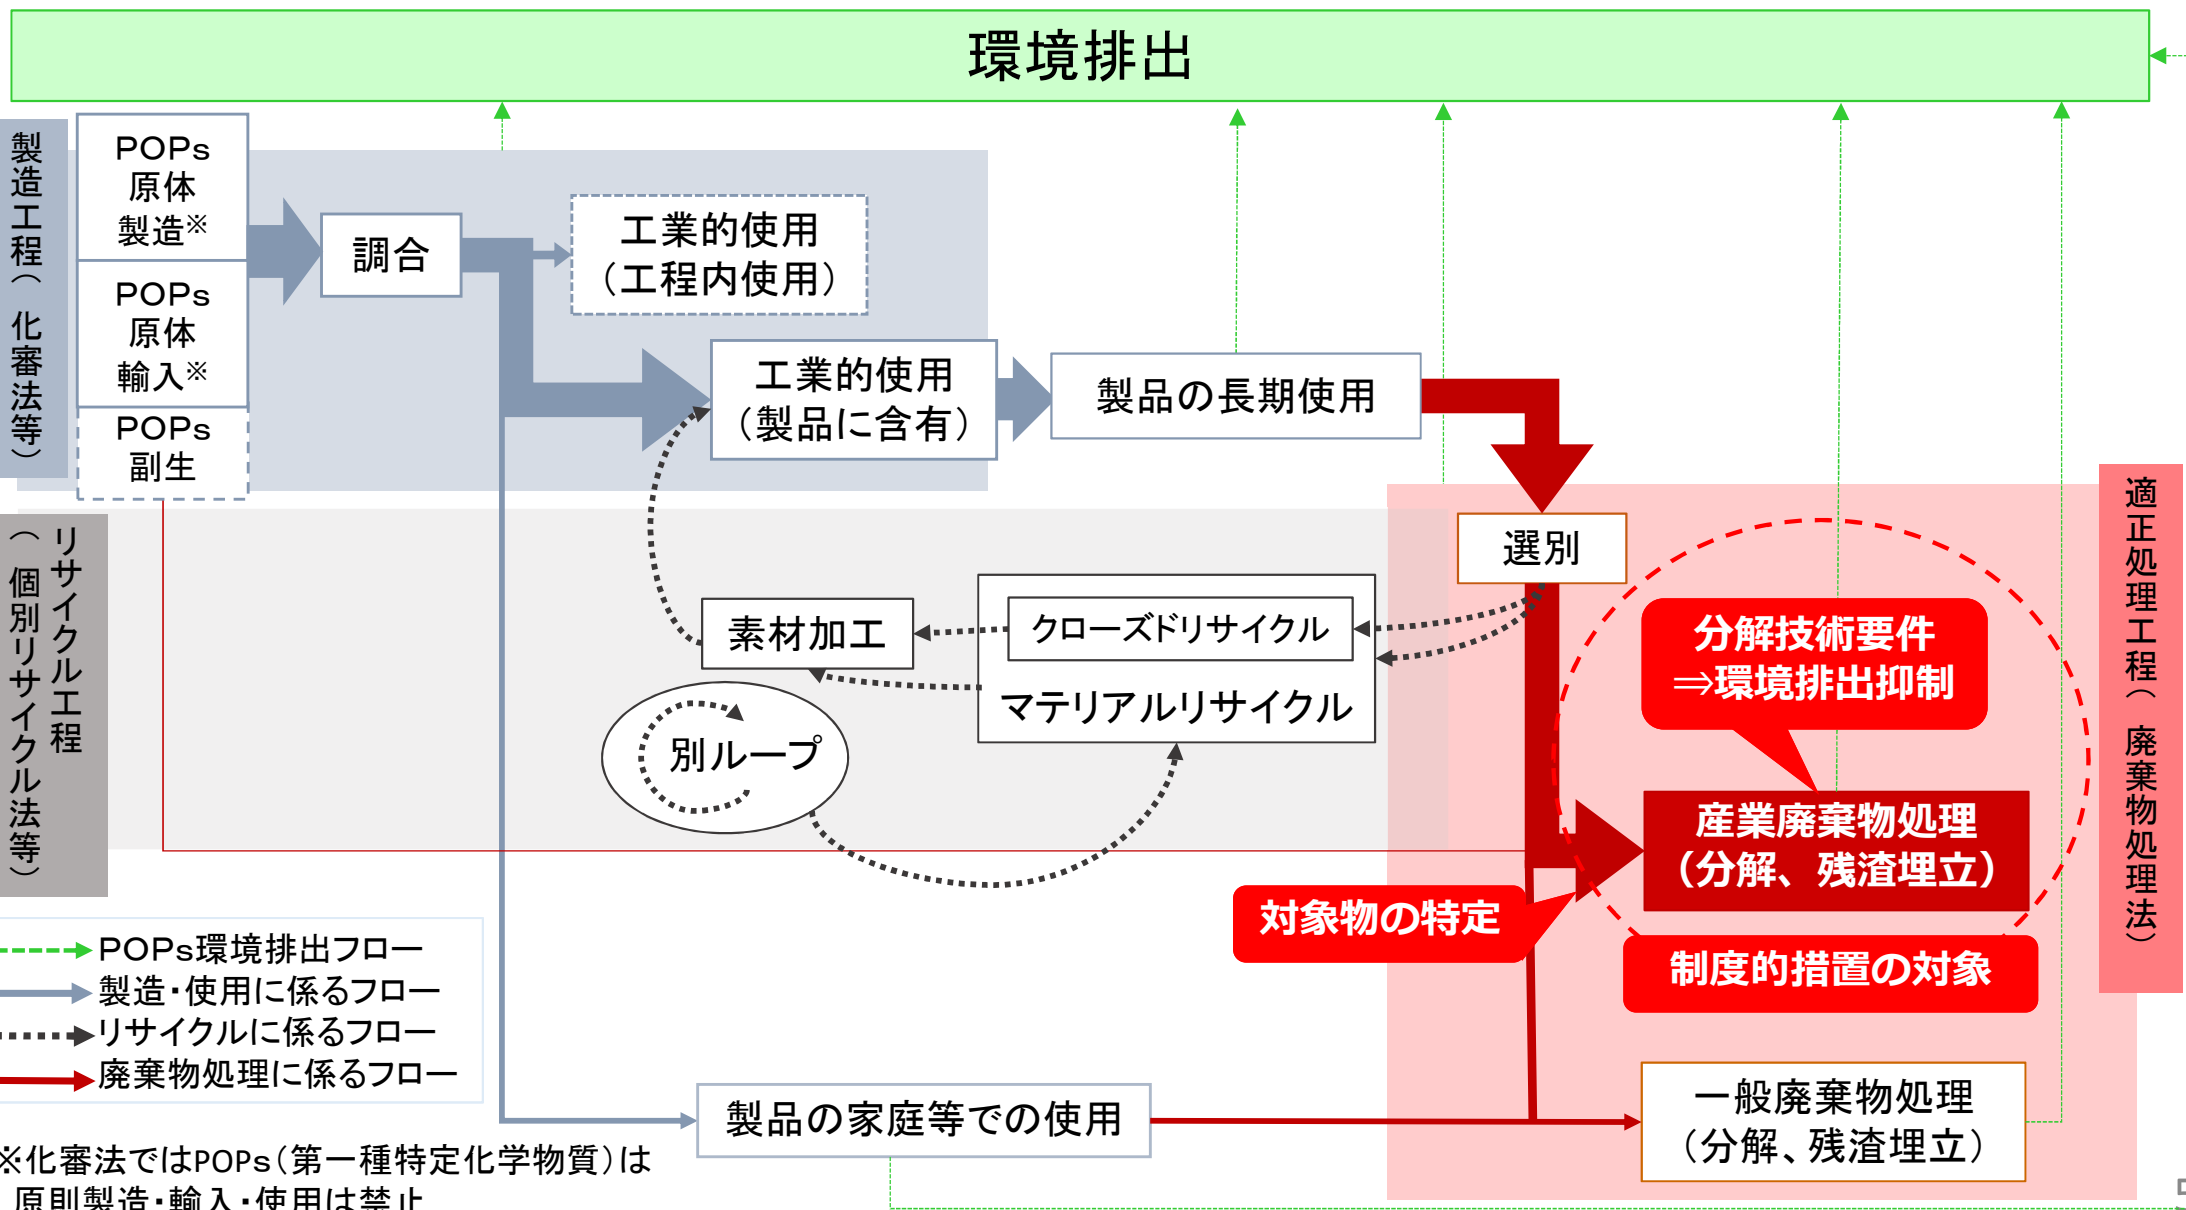 環境排出
製造工程（化審法等）
POPs
原体
製造※
POPs
原体
輸入※
POPs
副生
調合
工業的使用
（工程内使用）
工業的使用
（製品に含有）
製品の長期使用
リサイクル工程
（個別リサイクル法等）
選別
クローズドリサイクル
マテリアルリサイクル
素材加工
別ループ
分解技術要件
⇒環境排出抑制
産業廃棄物処理
（分解、残渣埋立）
対象物の特定
制度的措置の対象
適正処理工程（廃棄物処理法）
POPs環境排出フロー
製造・使用に係るフロー
リサイクルに係るフロー
廃棄物処理に係るフロー
製品の家庭等での使用
一般廃棄物処理
（分解、残渣埋立）
※化審法ではPOPs（第一種特定化学物質）は
原則製造・輸入・使用は禁止